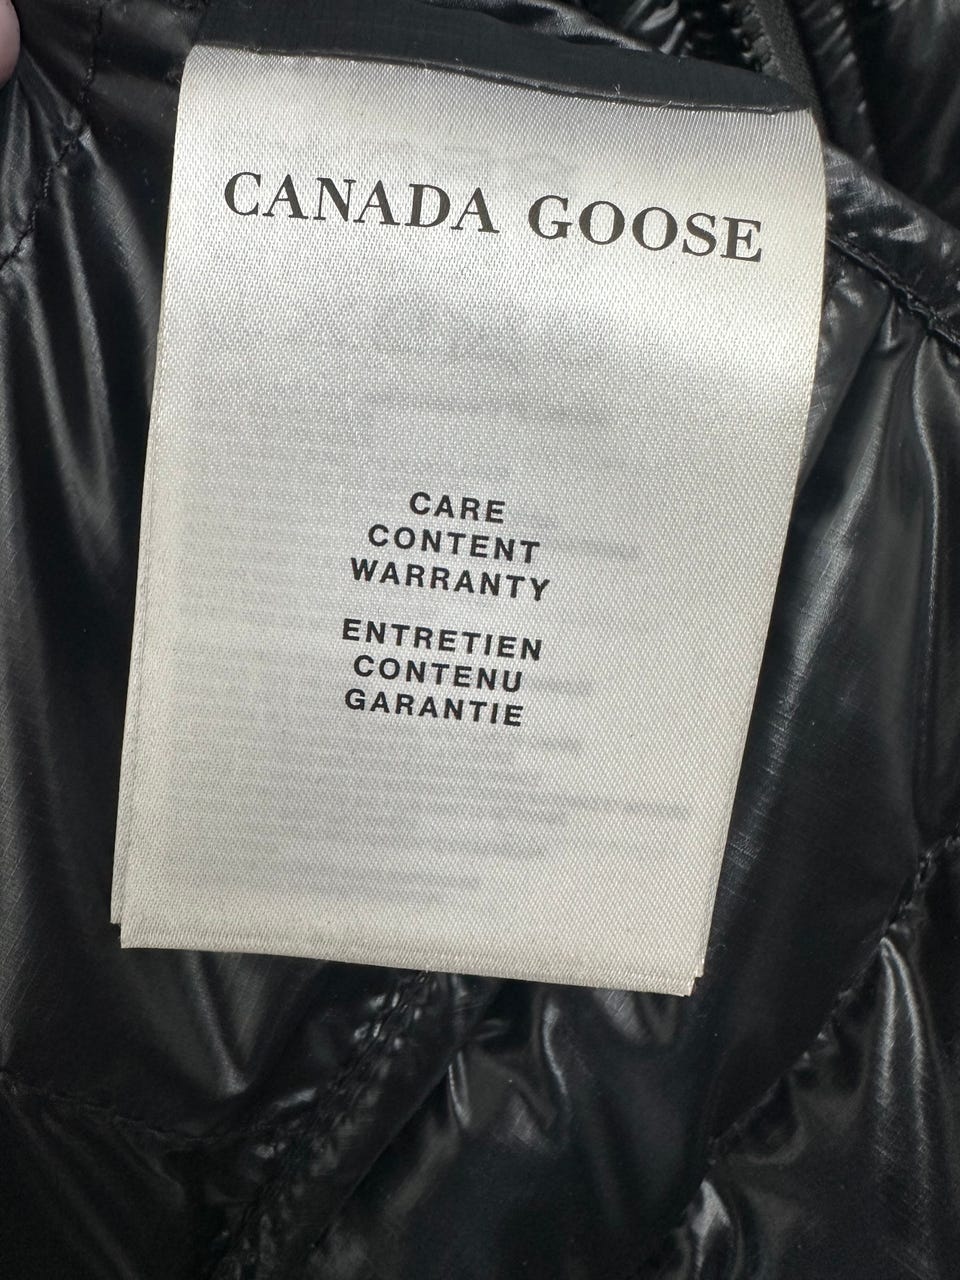 CANADA GOOSE
CARE
CONTENT
WARRANTY
ENTRETIEN
CONTENU
GARANTIE